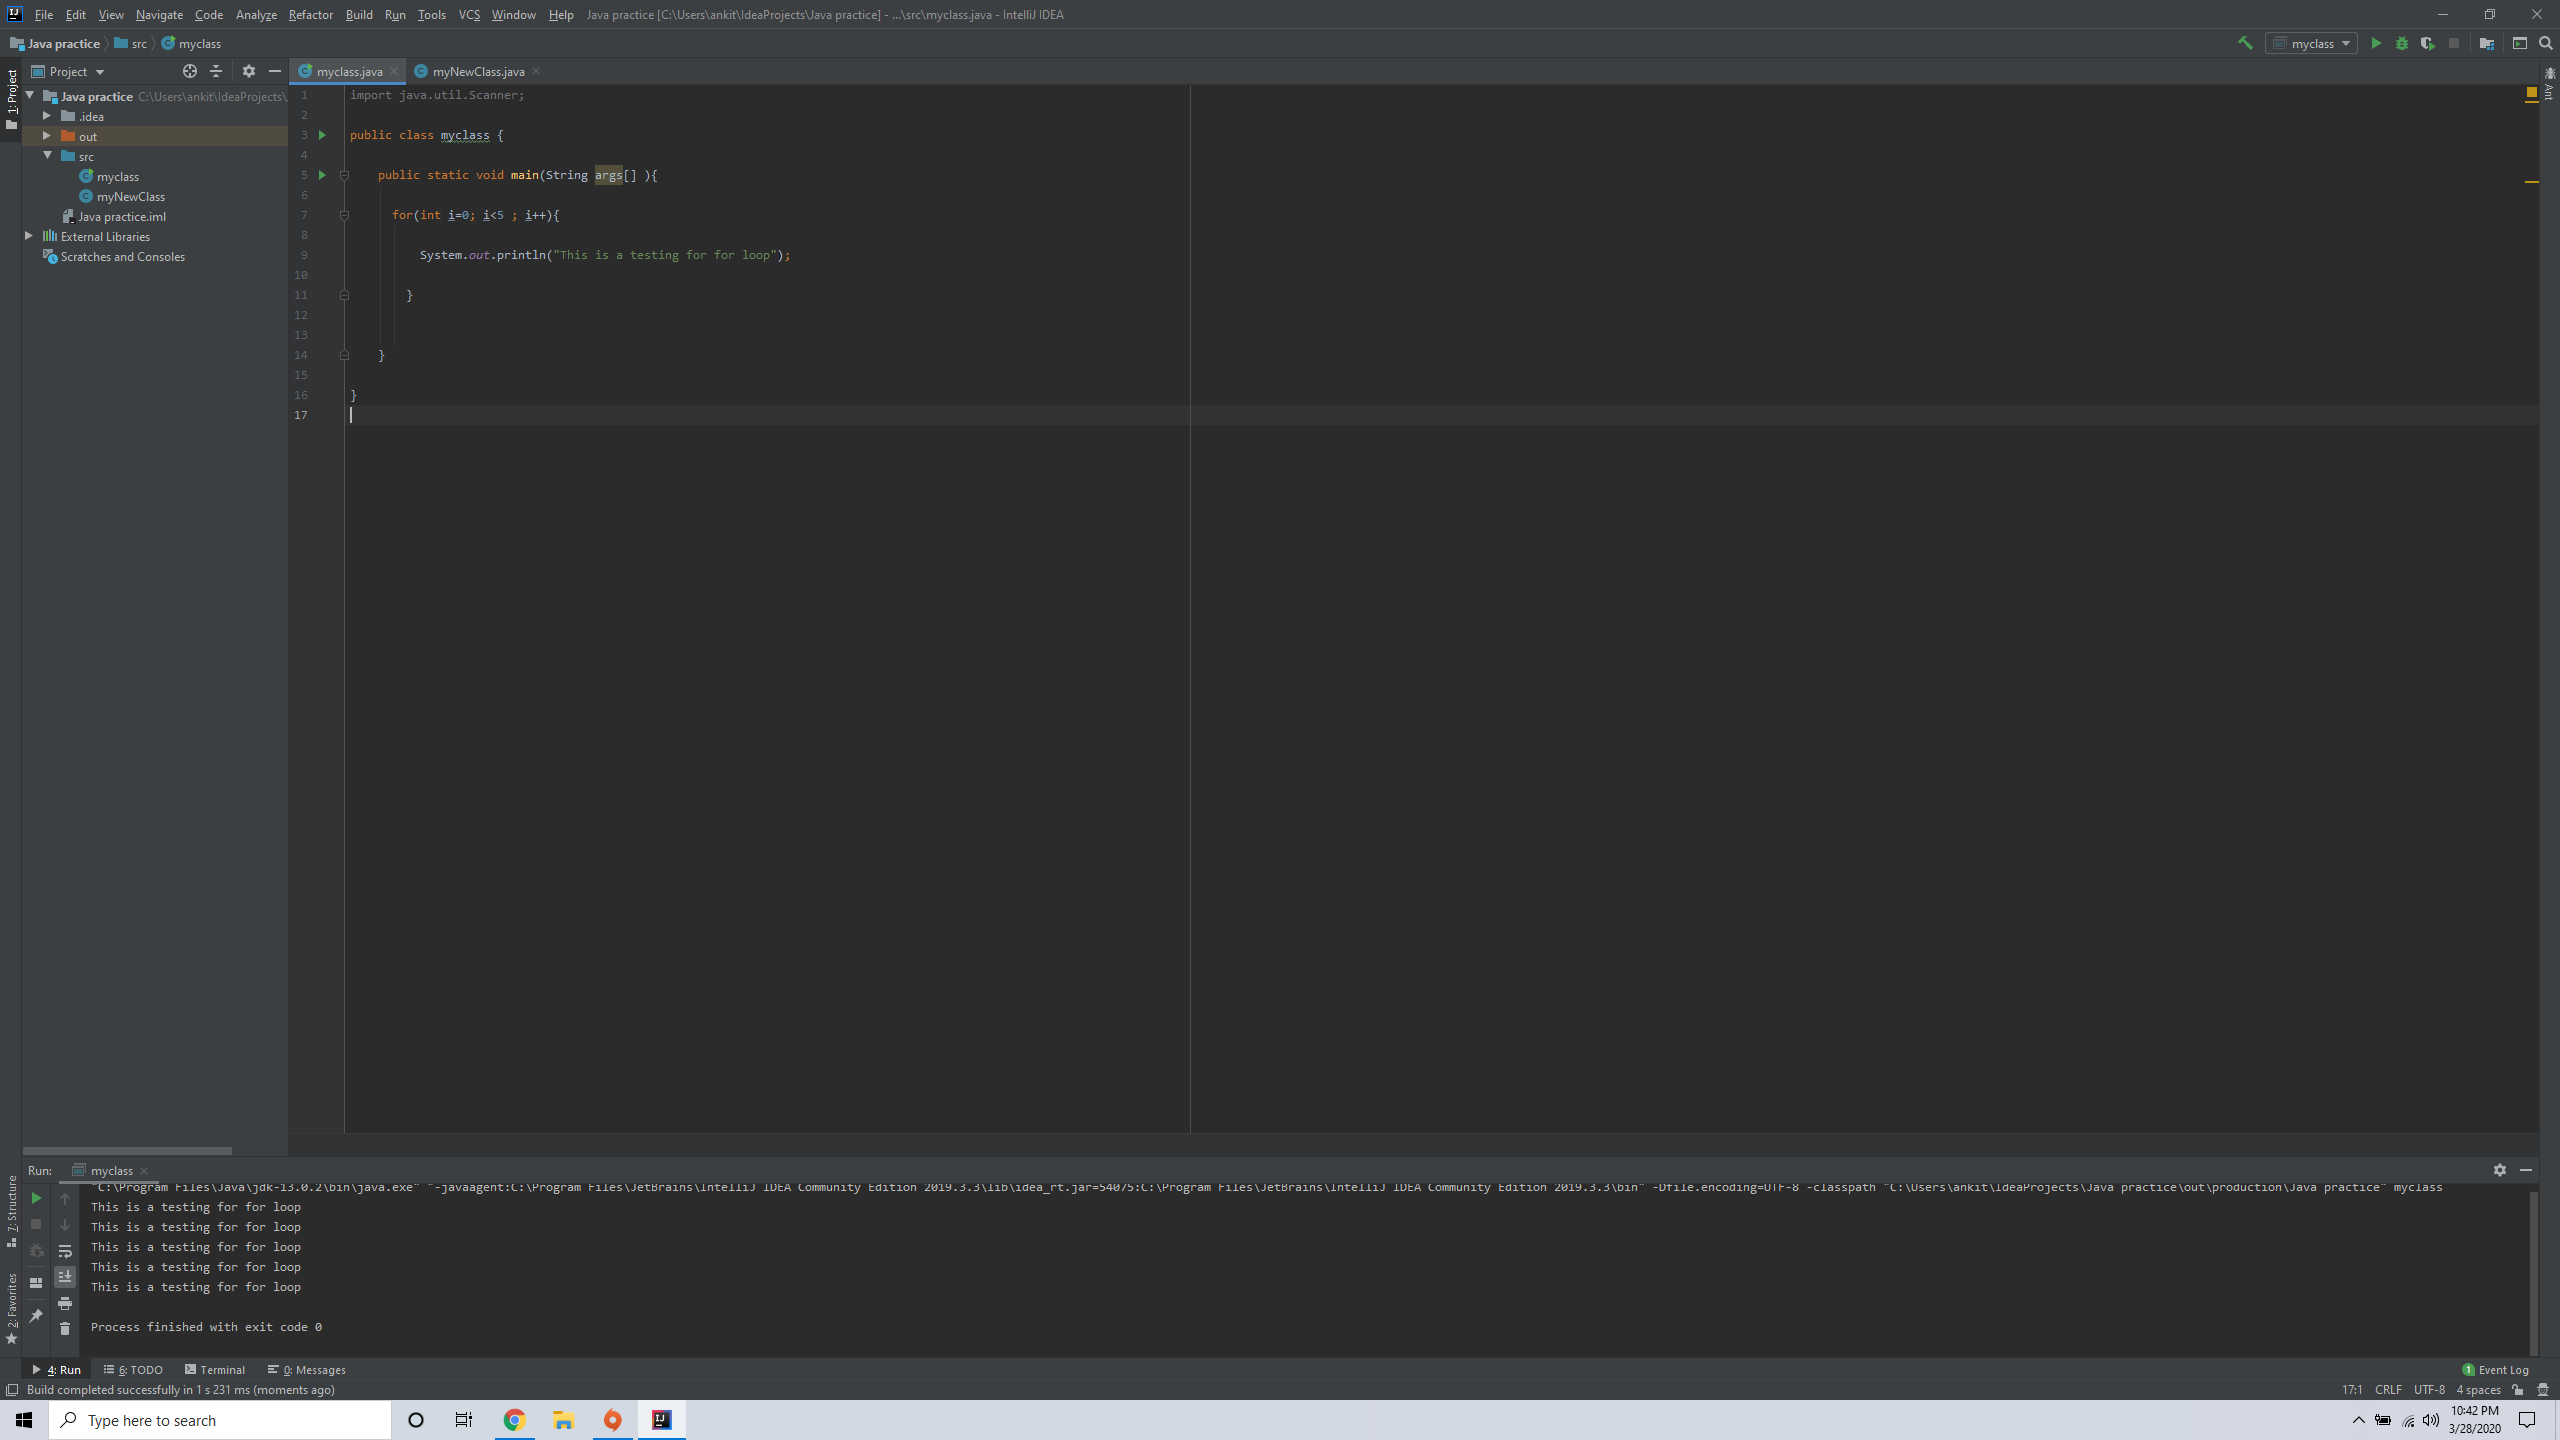 File Edit View Navigate Code Analyze Refactor Build Run Tools VCS Window Help Java practice [C:\Users\ankit\IdeaProjects\Java practice] - ...\src\myclass.java - IntelliJ IDEA
Java practice src myclass
myclass
1: Project
Project
myclass.java
myNewClass.java
Ant
Java practice C:\Users\ankit\IdeaProjects\
.idea
out
src
myclass
myNewClass
Java practice.iml
External Libraries
Scratches and Consoles
1 import java.util.Scanner;
2
3 public class myclass {
4
5 public static void main(String args[] ){
6
7 for(int i=0; i<5 ; i++){
8
9 System.out.println("This is a testing for for loop");
10
11 }
12
13
14 }
15
16 }
17
7: Structure
2: Favorites
Run: myclass
"C:\Program Files\Java\jdk-13.0.2\bin\java.exe" "-javaagent:C:\Program Files\JetBrains\IntelliJ IDEA Community Edition 2019.3.3\lib\idea_rt.jar=54075:C:\Program Files\JetBrains\IntelliJ IDEA Community Edition 2019.3.3\bin" -Dfile.encoding=UTF-8 -classpath "C:\Users\ankit\IdeaProjects\Java practice\out\production\Java practice" myclass
This is a testing for for loop
This is a testing for for loop
This is a testing for for loop
This is a testing for for loop
This is a testing for for loop
Process finished with exit code 0
4: Run 6: TODO Terminal 0: Messages
1 Event Log
Build completed successfully in 1 s 231 ms (moments ago)
17:1 CRLF UTF-8 4 spaces
Type here to search
10:42 PM
3/28/2020